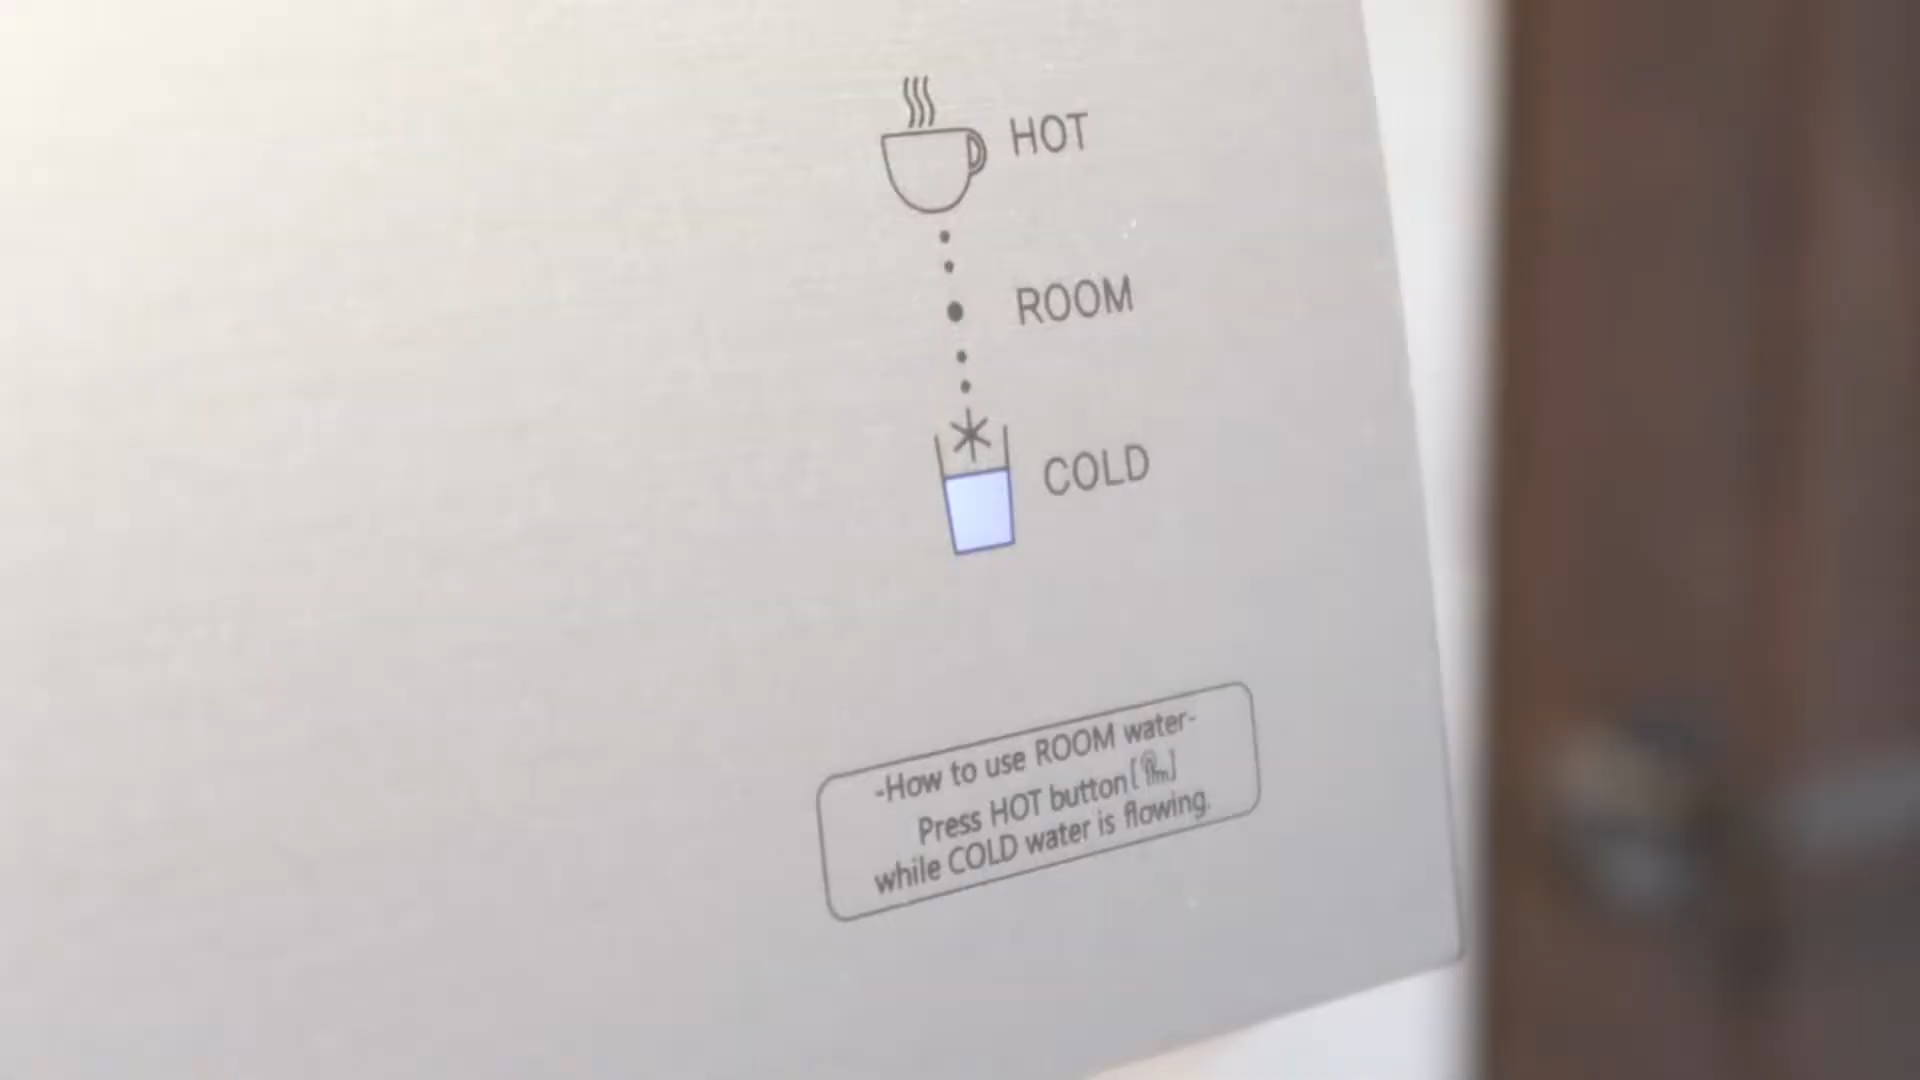 HOT
ROOM
COLD
-How to use ROOM water-
Press HOT button[ ]
while COLD water is flowing.